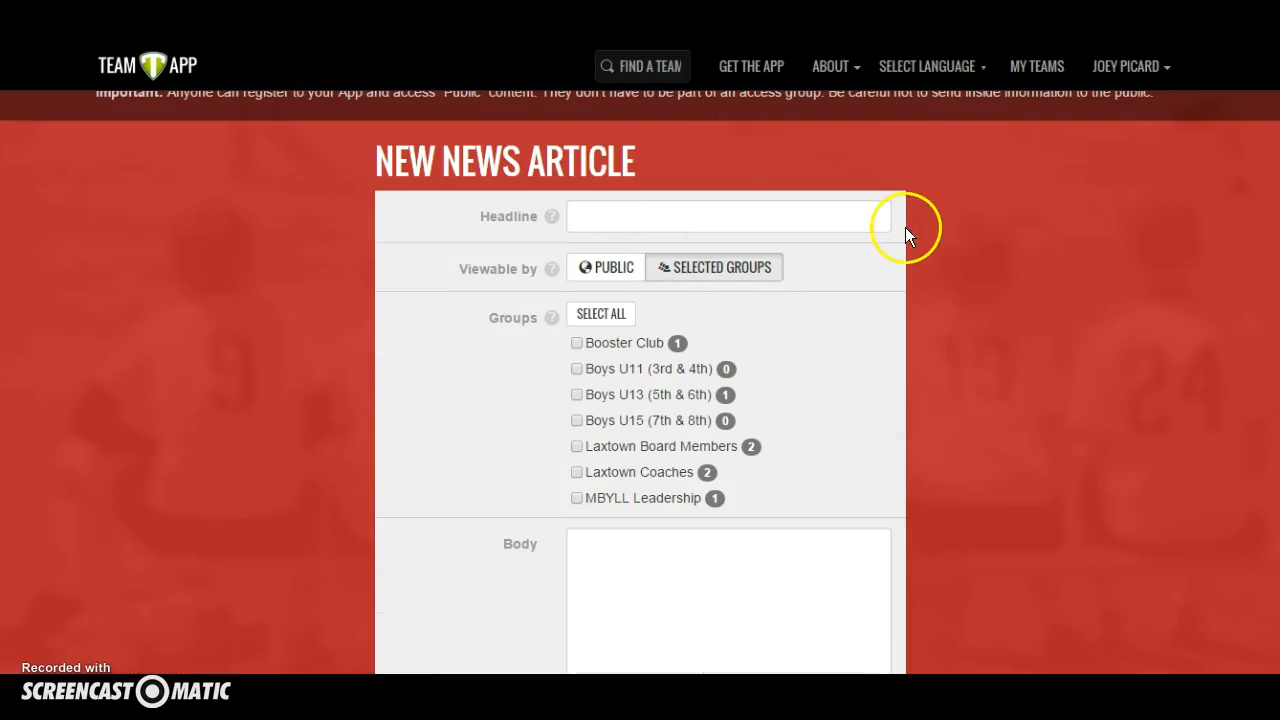 TEAM T APP FIND A TEAM GET THE APP ABOUT SELECT LANGUAGE MY TEAMS JOEY PICARD
Important: Anyone can register to your App and access "Public" content. They don't have to be part of an access group. Be careful not to send inside information to the public.
NEW NEWS ARTICLE
Headline ?
Viewable by ? PUBLIC SELECTED GROUPS
Groups ? SELECT ALL
Booster Club 1
Boys U11 (3rd & 4th) 0
Boys U13 (5th & 6th) 1
Boys U15 (7th & 8th) 0
Laxtown Board Members 2
Laxtown Coaches 2
MBYLL Leadership 1
Body
Recorded with
SCREENCAST MATIC